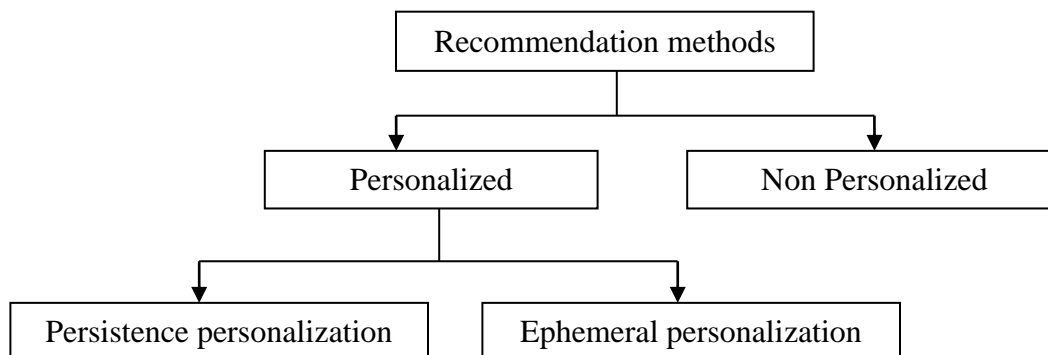 Recommendation methods
Personalized
Non Personalized
Persistence personalization
Ephemeral personalization